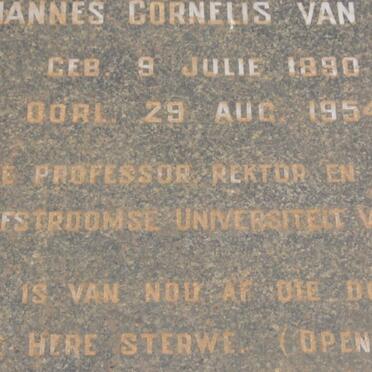 ANNES CORNELIS VAN
GEB. 9 JULIE 1890
OORL. 29 AUG. 1954
E PROFESSOR REKTOR EN
FSTROOMSE UNIVERSITEIT V
IS VAN NOU AF DIE D
E HERE STERWE. (OPEN